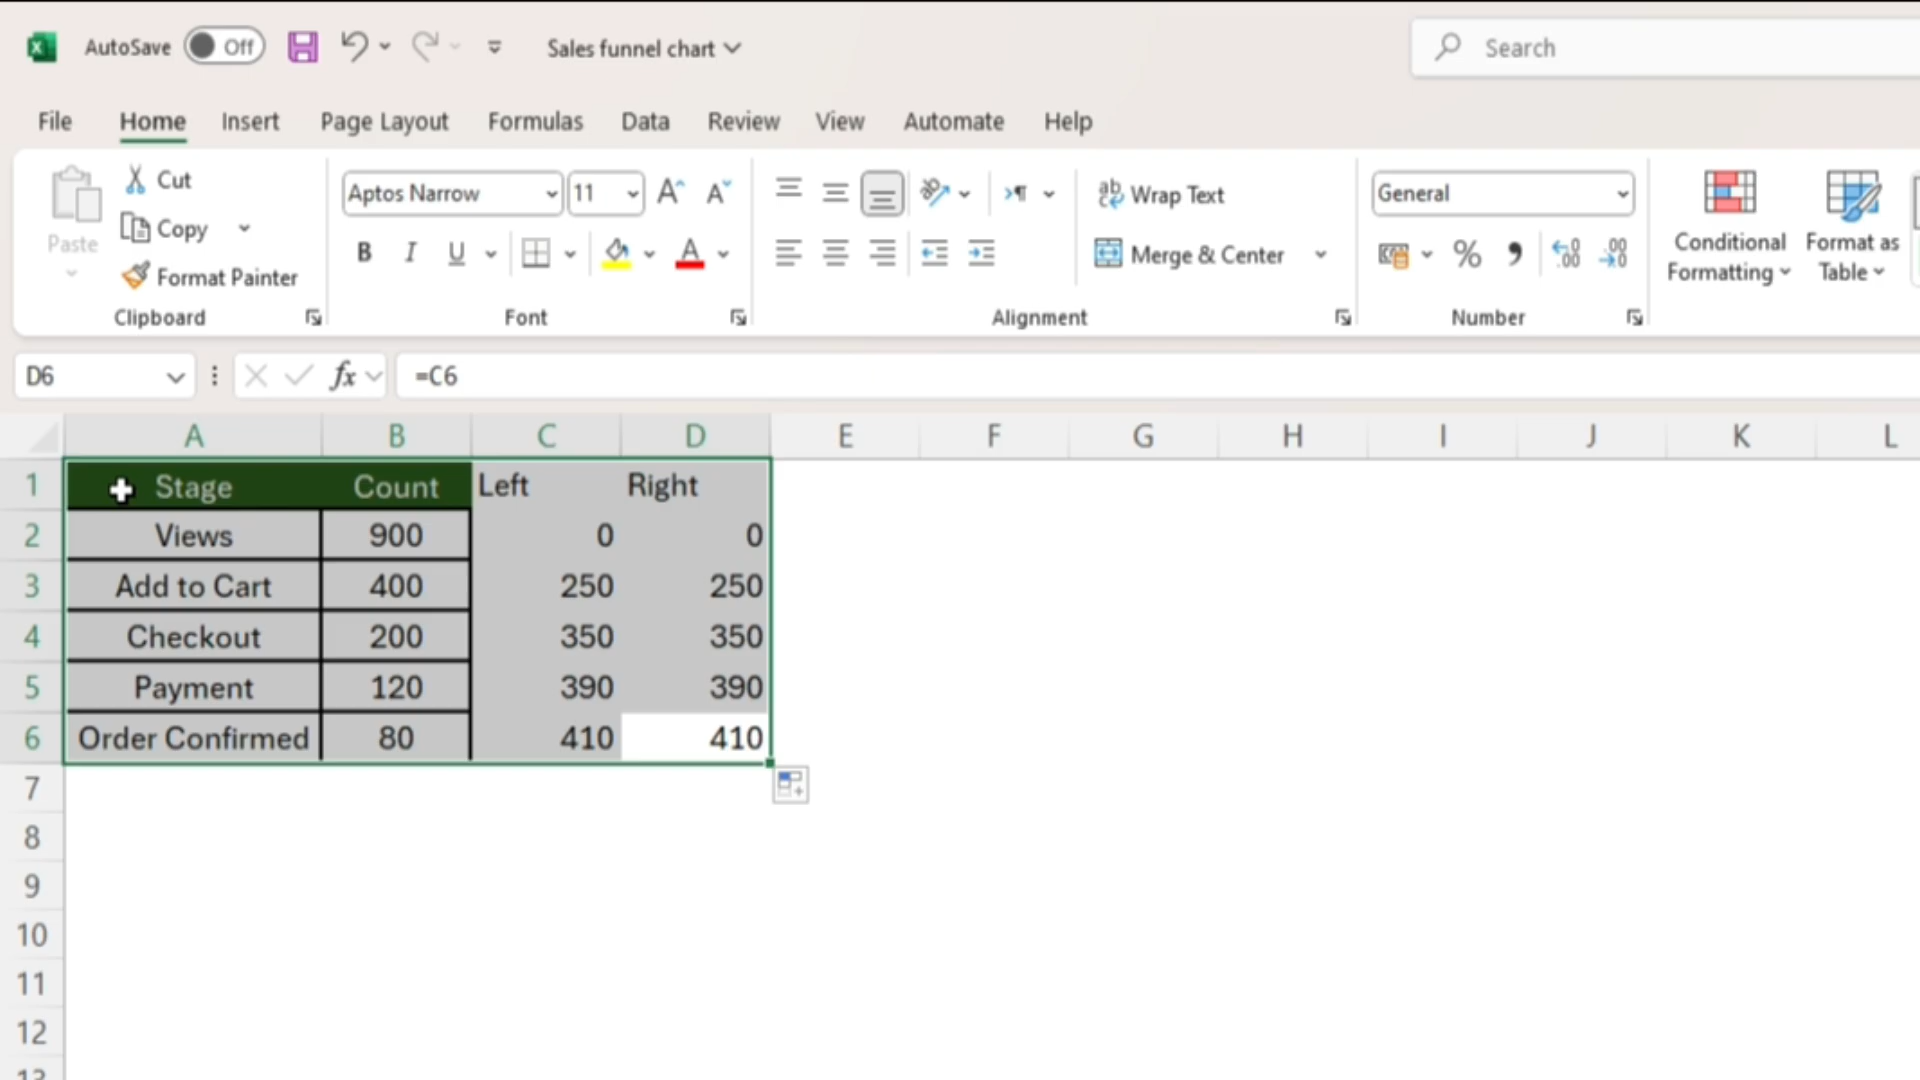 AutoSave Off Sales funnel chart Search
File Home Insert Page Layout Formulas Data Review View Automate Help
Paste Cut Copy Format Painter
Clipboard
Aptos Narrow 11
B I U A
Font
Wrap Text
Merge & Center
Alignment
General
% 
Number
Conditional Formatting
Format as Table
D6 fx =C6
A B C D E F G H I J K L
1 Stage Count Left Right
2 Views 900 0 0
3 Add to Cart 400 250 250
4 Checkout 200 350 350
5 Payment 120 390 390
6 Order Confirmed 80 410 410
7
8
9
10
11
12
13